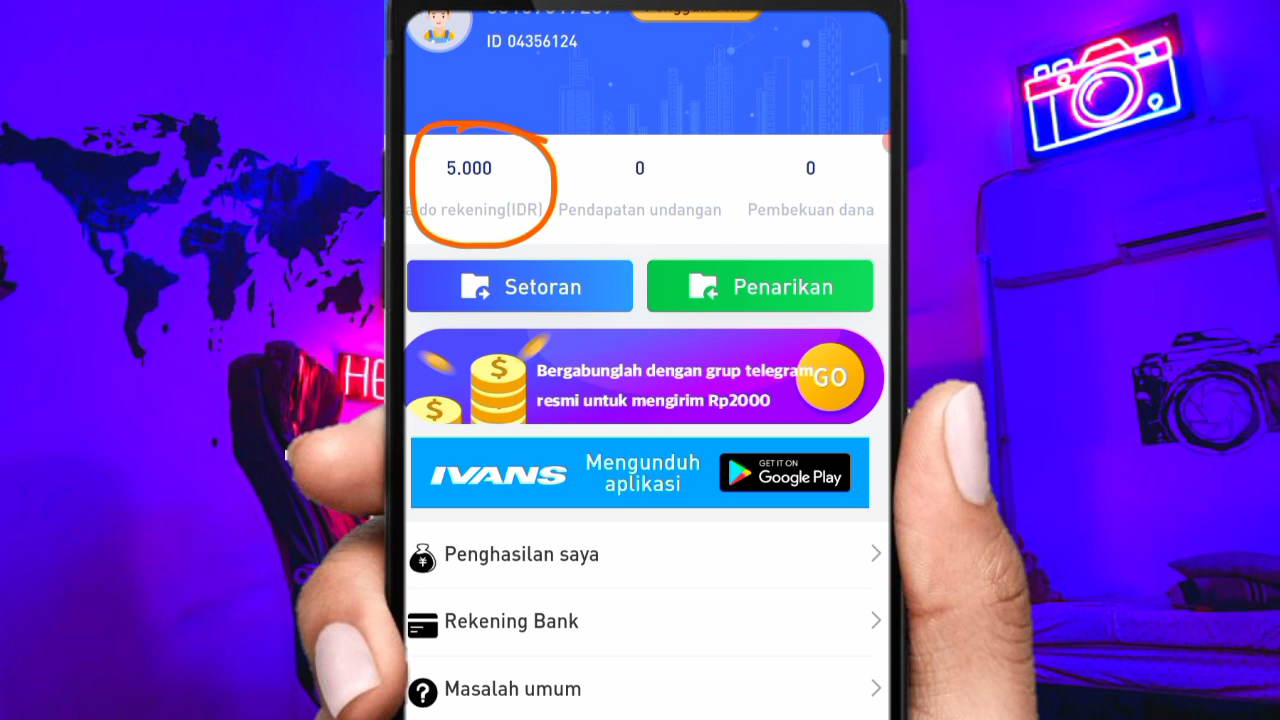 ID 04356124
5.000
0
0
do rekening(IDR)
Pendapatan undangan
Pembekuan dana
Setoran
Penarikan
Bergabunglah dengan grup telegram
resmi untuk mengirim Rp2000
GO
IVANS
Mengunduh
aplikasi
GET IT ON
Google Play
HE
Penghasilan saya
Rekening Bank
Masalah umum